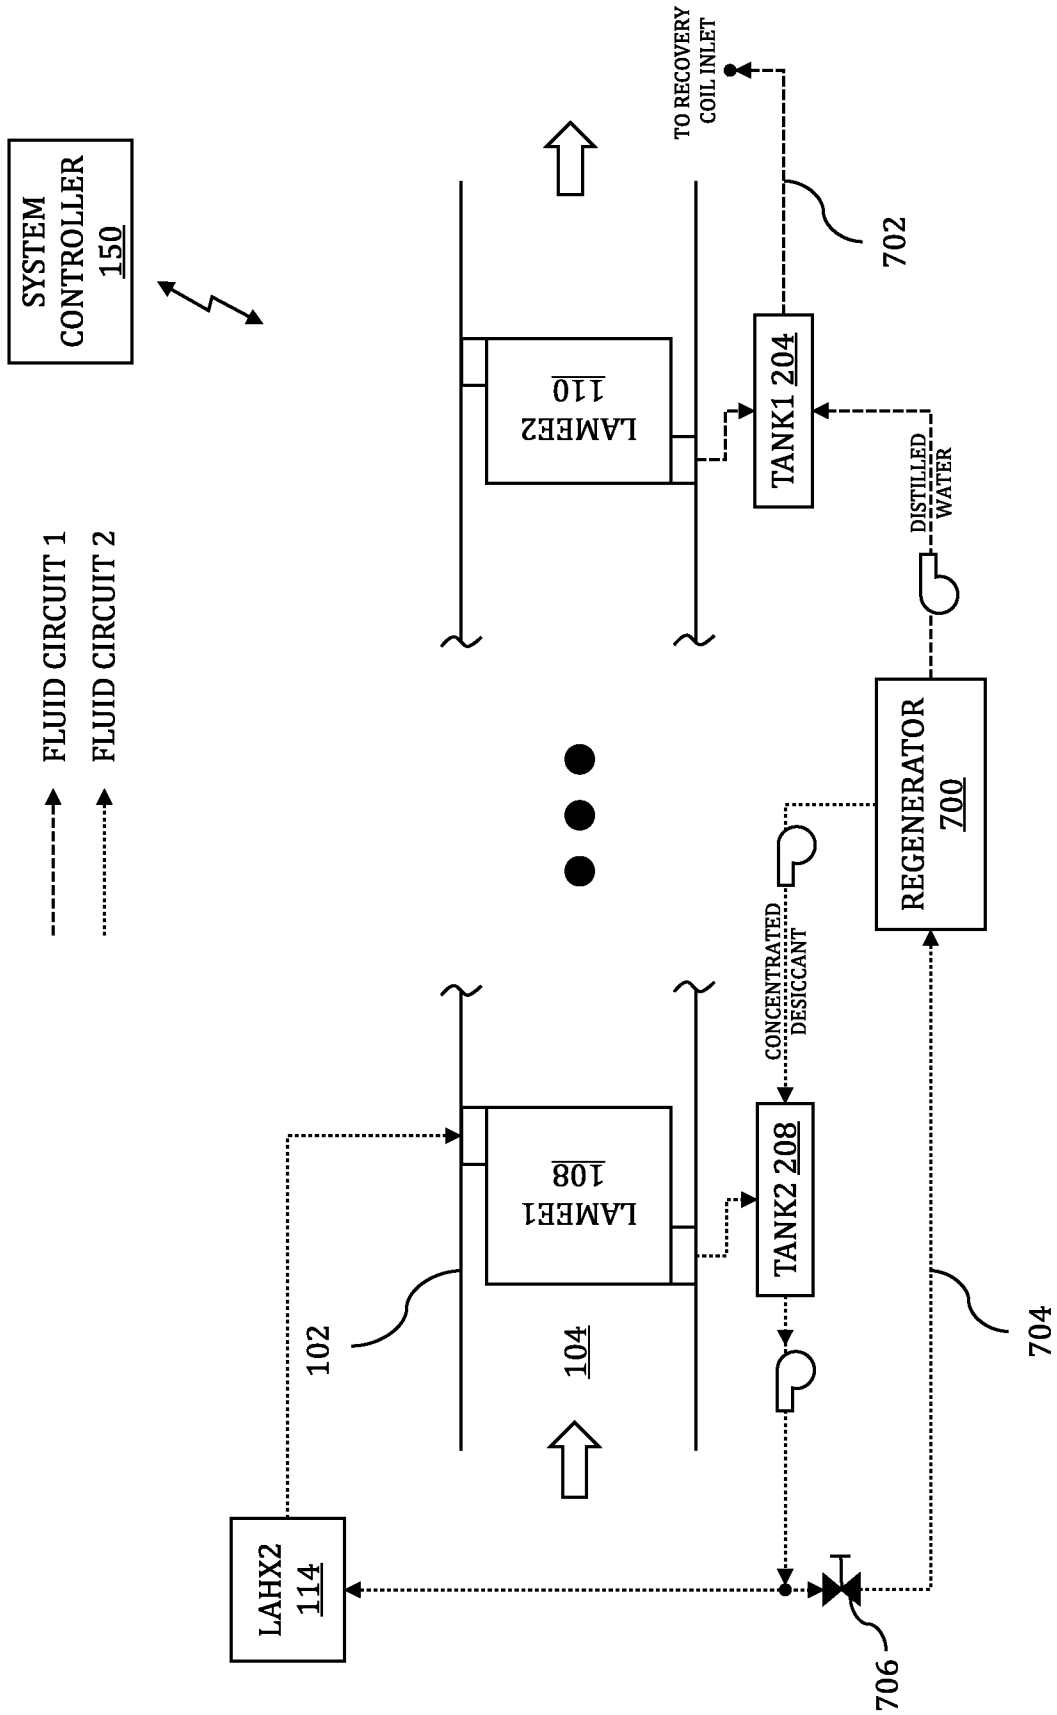 SYSTEM
CONTROLLER
150
FLUID CIRCUIT 1
FLUID CIRCUIT 2
LAHX2
114
102
104
LAMEE1
108
LAMEE2
110
TO RECOVERY
COIL INLET
702
TANK1 204
DISTILLED
WATER
CONCENTRATED
DESICCANT
TANK2 208
REGENERATOR
700
704
706